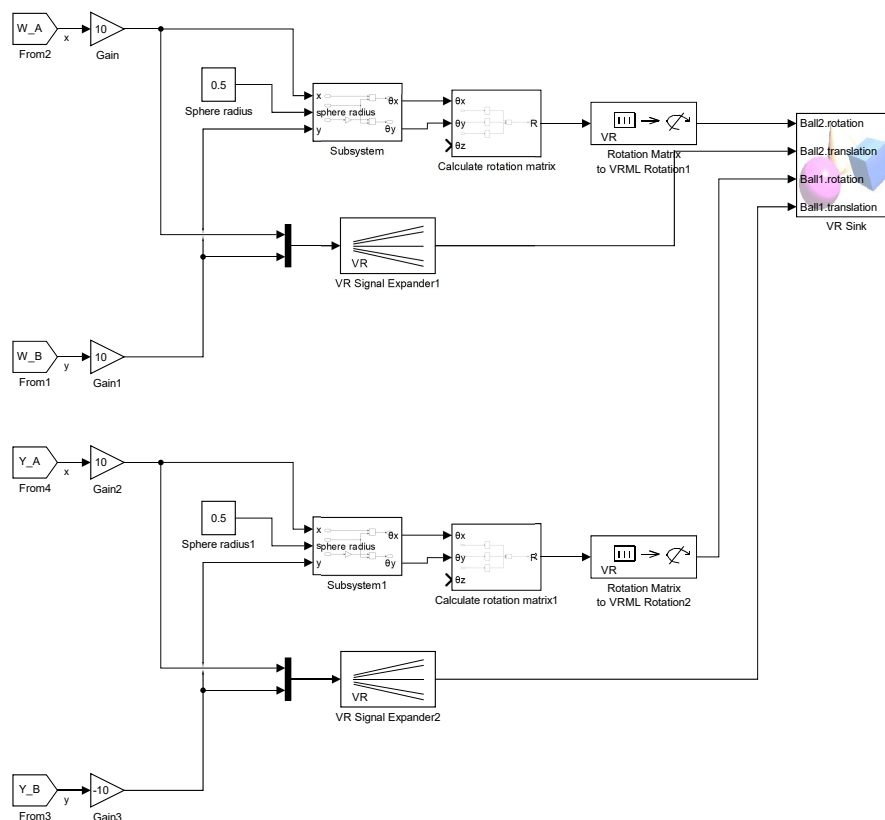 W_A
x
From2
10
Gain
0.5
Sphere radius
x
sphere radius
y
θx
θy
Subsystem
θx
θy
θz
R
Calculate rotation matrix
VR
Rotation Matrix
to VRML Rotation1
Ball2.rotation
Ball2.translation
Ball1.rotation
Ball1.translation
VR Sink
VR
VR Signal Expander1
W_B
y
From1
10
Gain1
Y_A
x
From4
10
Gain2
0.5
Sphere radius1
x
sphere radius
y
θx
θy
Subsystem1
θx
θy
θz
R
Calculate rotation matrix1
VR
Rotation Matrix
to VRML Rotation2
VR
VR Signal Expander2
Y_B
y
From3
-10
Gain3